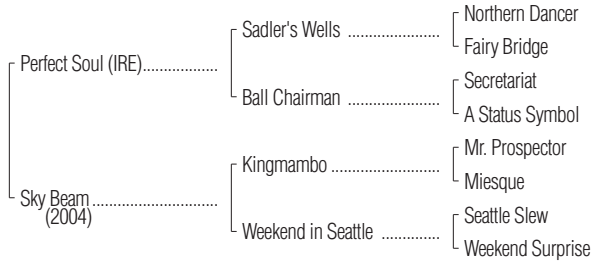 Northern Dancer
Sadler's Wells ....................
Fairy Bridge
Perfect Soul (IRE)................
Secretariat
Ball Chairman ....................
A Status Symbol
Mr. Prospector
Kingmambo .......................
Miesque
Sky Beam...........................
(2004)
Seattle Slew
Weekend in Seattle .............
Weekend Surprise